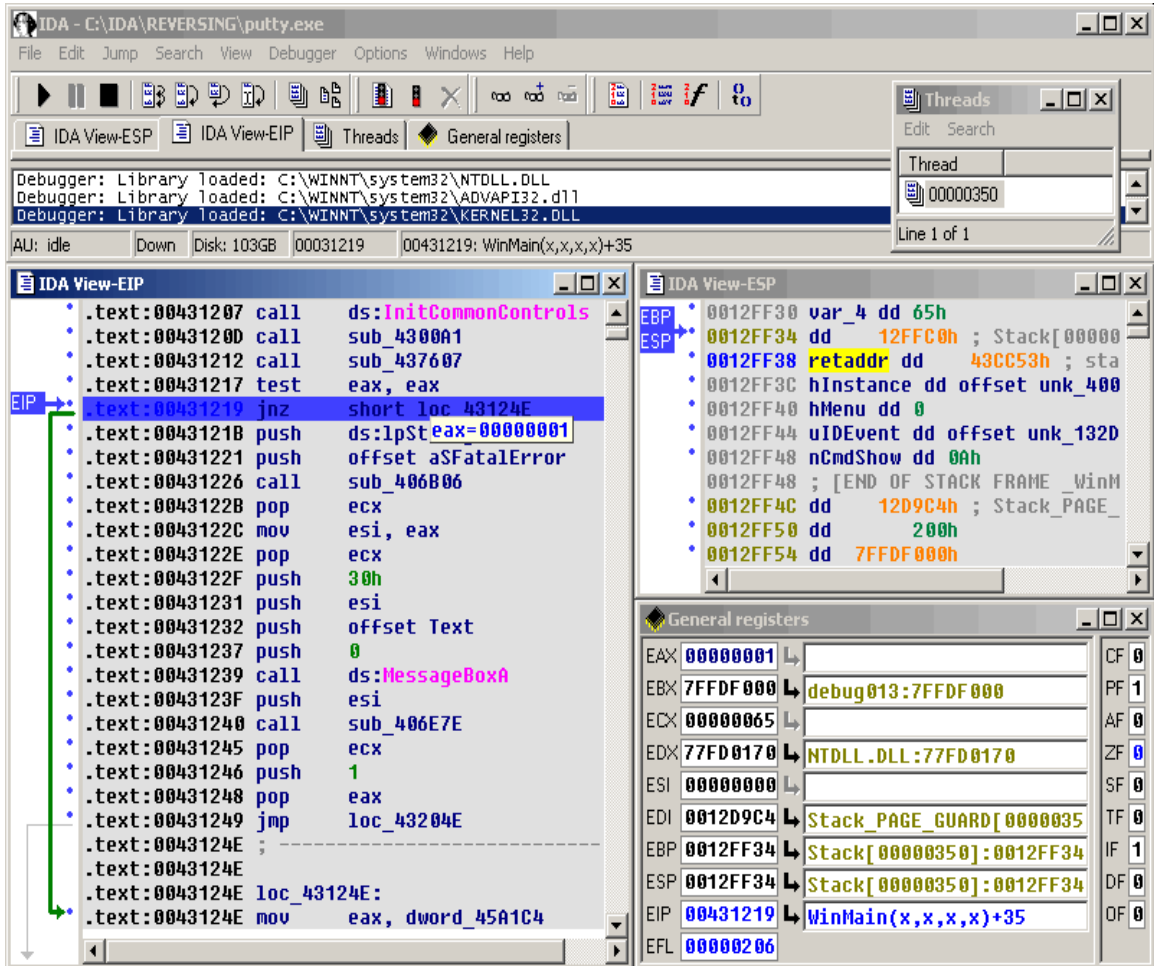 IDA - C:\IDA\REVERSING\putty.exe
File Edit Jump Search View Debugger Options Windows Help
IDA View-ESP IDA View-EIP Threads General registers
Debugger: Library loaded: C:\WINNT\system32\NTDLL.DLL
Debugger: Library loaded: C:\WINNT\system32\ADVAPI32.dll
Debugger: Library loaded: C:\WINNT\system32\KERNEL32.DLL
AU: idle Down Disk: 103GB 00031219 00431219: WinMain(x,x,x,x)+35
Threads
Edit Search
Thread
00000350
Line 1 of 1
IDA View-EIP
EIP
.text:00431207 call ds:InitCommonControls
.text:0043120D call sub_4300A1
.text:00431212 call sub_437607
.text:00431217 test eax, eax
.text:00431219 jnz short loc_43124E
.text:0043121B push ds:lpSt
eax=00000001
.text:00431221 push offset aSFatalError
.text:00431226 call sub_406B06
.text:0043122B pop ecx
.text:0043122C mov esi, eax
.text:0043122E pop ecx
.text:0043122F push 30h
.text:00431231 push esi
.text:00431232 push offset Text
.text:00431237 push 0
.text:00431239 call ds:MessageBoxA
.text:0043123F push esi
.text:00431240 call sub_406E7E
.text:00431245 pop ecx
.text:00431246 push 1
.text:00431248 pop eax
.text:00431249 jmp loc_43204E
.text:0043124E ; ---------------------------
.text:0043124E
.text:0043124E loc_43124E:
.text:0043124E mov eax, dword_45A1C4
IDA View-ESP
EBP
ESP
0012FF30 var_4 dd 65h
0012FF34 dd 12FFC0h ; Stack[00000
0012FF38 retaddr dd 43CC53h ; sta
0012FF3C hInstance dd offset unk_400
0012FF40 hMenu dd 0
0012FF44 uIDEvent dd offset unk_132D
0012FF48 nCmdShow dd 0Ah
0012FF48 ; [END OF STACK FRAME _WinM
0012FF4C dd 12D9C4h ; Stack_PAGE_
0012FF50 dd 200h
0012FF54 dd 7FFDF000h
General registers
EAX 00000001 CF 0
EBX 7FFDF000 debug013:7FFDF000 PF 1
ECX 00000065 AF 0
EDX 77FD0170 NTDLL.DLL:77FD0170 ZF 0
ESI 00000000 SF 0
EDI 0012D9C4 Stack_PAGE_GUARD[0000035 TF 0
EBP 0012FF34 Stack[00000350]:0012FF34 IF 1
ESP 0012FF34 Stack[00000350]:0012FF34 DF 0
EIP 00431219 WinMain(x,x,x,x)+35 OF 0
EFL 00000206